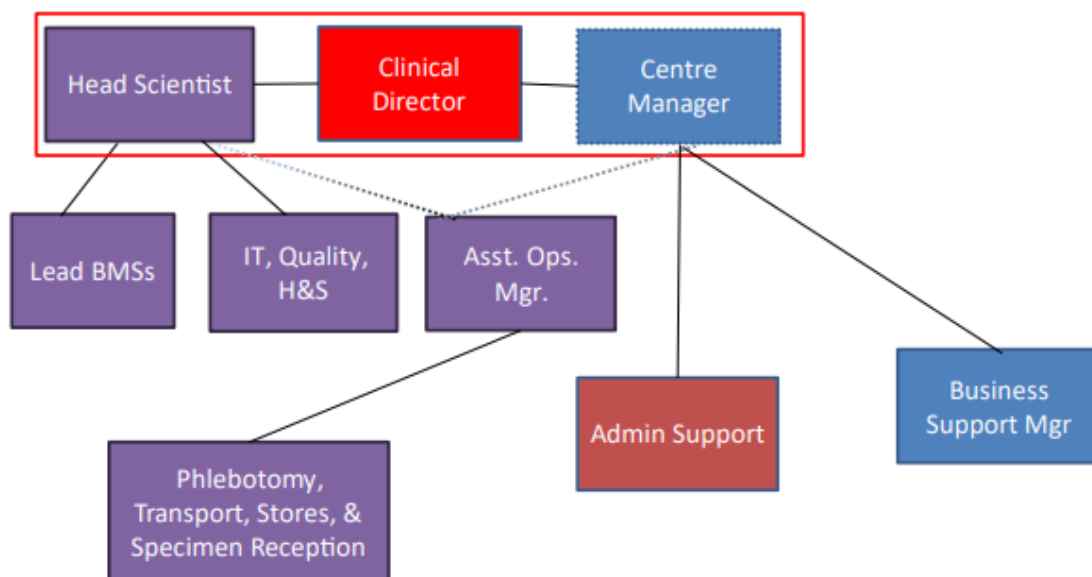 Head Scientist
Clinical
Director
Centre
Manager
Lead BMSs
IT, Quality,
H&S
Asst. Ops.
Mgr.
Admin Support
Business
Support Mgr
Phlebotomy,
Transport, Stores, &
Specimen Reception